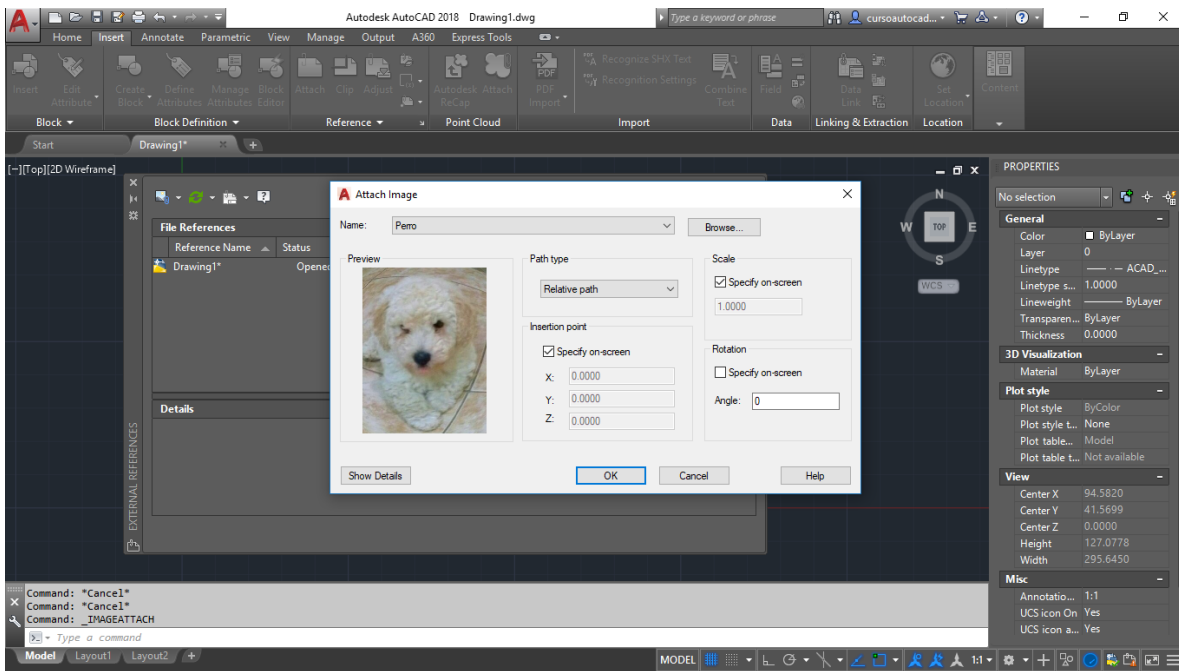 Autodesk AutoCAD 2018 Drawing1.dwg
Type a keyword or phrase
cursoautocad...
Home Insert Annotate Parametric View Manage Output A360 Express Tools
Insert
Edit Attribute
Create Block
Define Attributes
Manage Attributes
Block Editor
Attach
Clip
Adjust
Autodesk ReCap
Attach
PDF Import
Recognize SHX Text
Recognition Settings
Combine Text
Field
Data Link
Set Location
Content
Block
Block Definition
Reference
Point Cloud
Import
Data
Linking & Extraction
Location
Start
Drawing1*
[−][Top][2D Wireframe]
EXTERNAL REFERENCES
File References
Reference Name Status
Drawing1* Opened
Details
Attach Image
Name: Perro
Browse...
Preview
Path type
Relative path
Insertion point
Specify on-screen
X: 0.0000
Y: 0.0000
Z: 0.0000
Scale
Specify on-screen
1.0000
Rotation
Specify on-screen
Angle: 0
Show Details
OK
Cancel
Help
N
W TOP E
S
WCS
PROPERTIES
No selection
General
Color ByLayer
Layer 0
Linetype ACAD_...
Linetype s... 1.0000
Lineweight ByLayer
Transparen... ByLayer
Thickness 0.0000
3D Visualization
Material ByLayer
Plot style
Plot style ByColor
Plot style t... None
Plot table... Model
Plot table t... Not available
View
Center X 94.5820
Center Y 41.5699
Center Z 0.0000
Height 127.0778
Width 295.6450
Misc
Annotatio... 1:1
UCS icon On Yes
UCS icon a... Yes
Command: *Cancel*
Command: *Cancel*
Command: _IMAGEATTACH
Type a command
Model Layout1 Layout2 +
MODEL
1:1